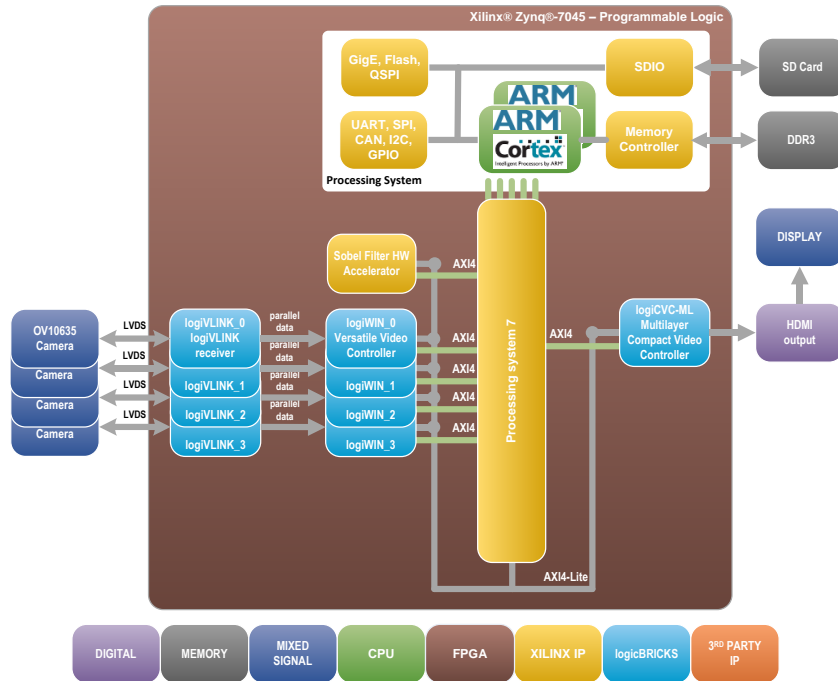 Xilinx® Zynq®-7045 – Programmable Logic
GigE, Flash,
QSPI
SDIO
SD Card
ARM
ARM
Cortex
Intelligent Processors by ARM®
UART, SPI,
CAN, I2C,
GPIO
Memory
Controller
DDR3
Processing System
Sobel Filter HW
Accelerator
AXI4
DISPLAY
OV10635
Camera
LVDS
logiVLINK_0
logiVLINK
receiver
parallel
data
logiWIN_0
Versatile Video
Controller
AXI4
Processing system 7
AXI4
logiCVC-ML
Multilayer
Compact Video
Controller
HDMI
output
Camera
LVDS
logiVLINK_1
parallel
data
logiWIN_1
AXI4
Camera
LVDS
logiVLINK_2
parallel
data
logiWIN_2
AXI4
Camera
LVDS
logiVLINK_3
parallel
data
logiWIN_3
AXI4
AXI4-Lite
DIGITAL
MEMORY
MIXED
SIGNAL
CPU
FPGA
XILINX IP
logicBRICKS
3RD PARTY
IP